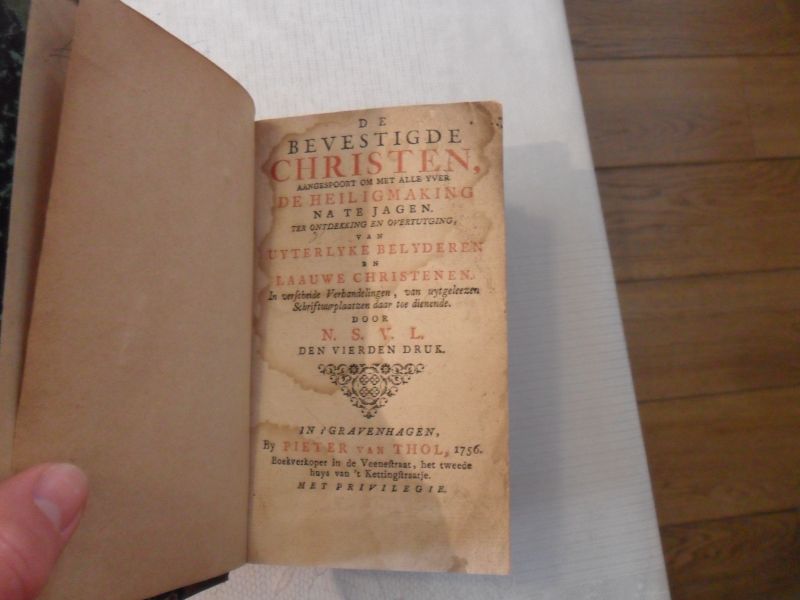 DE
BEVESTIGDE
CHRISTEN,
AANGESPOORT OM MET ALLE YVER
DE HEILIGMAKING
NA TE JAGEN.
TER ONTDEKKING EN OVERTUYGING,
VAN
UYTERLYKE BELYDEREN
EN
LAAUWE CHRISTENEN.
In verſcheide Verhandelingen, van uytgeleezen
Schriftuurplaatzen daar toe dienende.
DOOR
N. S. V. L.
DEN VIERDEN DRUK.
IN 'sGRAVENHAGEN,
By PIETER VAN THOL, 1756.
Boekverkoper in de Veeneſtraat, het tweede
huys van 't Kettingſtraatje.
MET PRIVILEGIE.